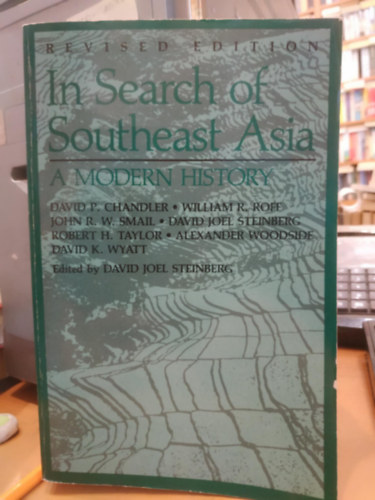 REVISED EDITION
In Search of
Southeast Asia
A MODERN HISTORY
DAVID P. CHANDLER • WILLIAM R. ROFF
JOHN R. W. SMAIL • DAVID JOEL STEINBERG
ROBERT H. TAYLOR • ALEXANDER WOODSIDE
DAVID K. WYATT
Edited by DAVID JOEL STEINBERG